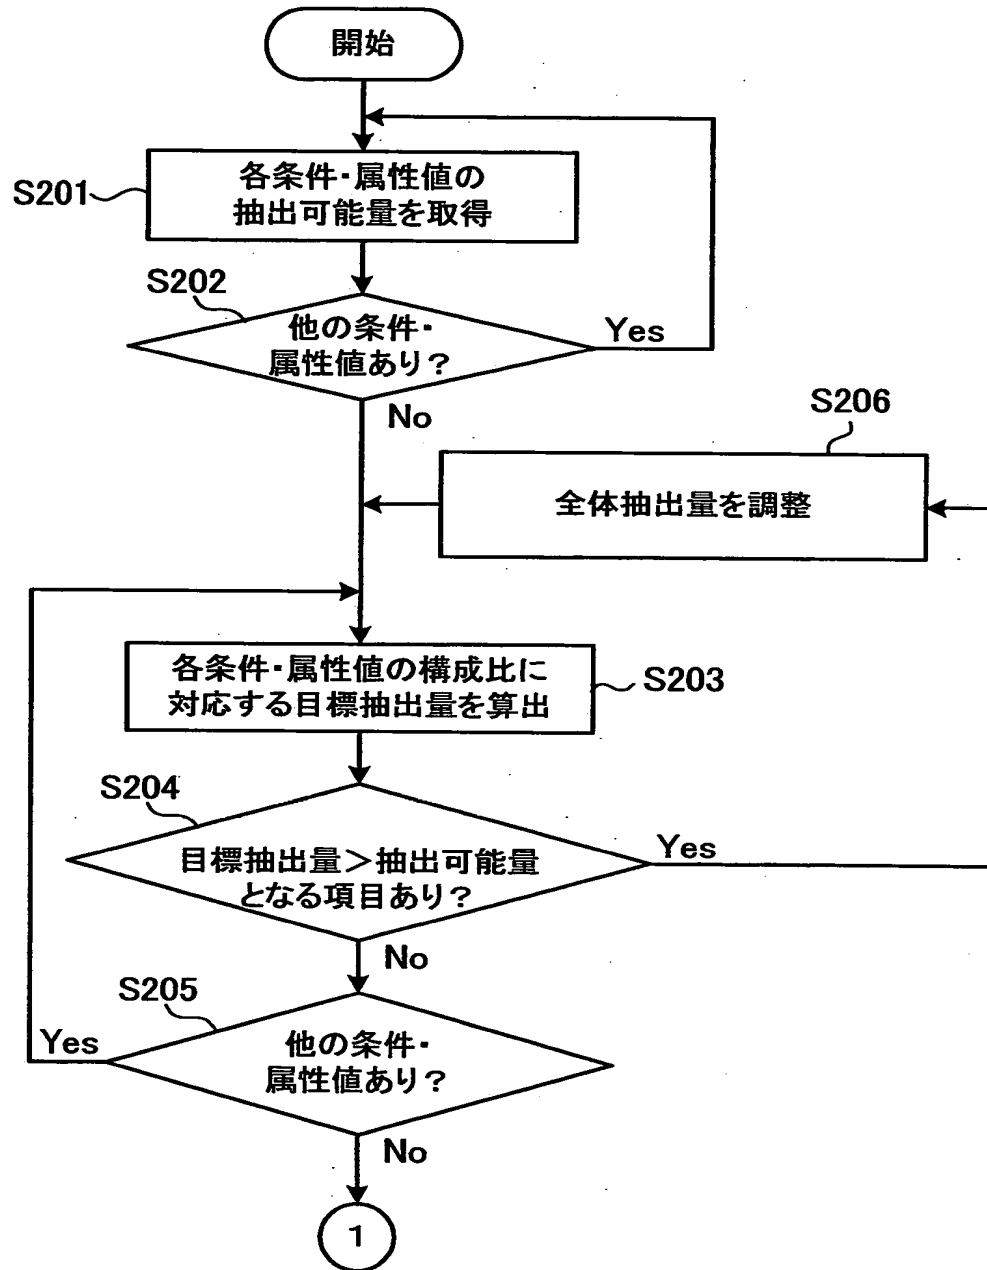 開始
S201
各条件・属性値の
抽出可能量を取得
S202
他の条件・
属性値あり?
Yes
No
S206
全体抽出量を調整
各条件・属性値の構成比に
対応する目標抽出量を算出
S203
S204
目標抽出量>抽出可能量
となる項目あり?
Yes
No
S205
他の条件・
属性値あり?
Yes
No
1